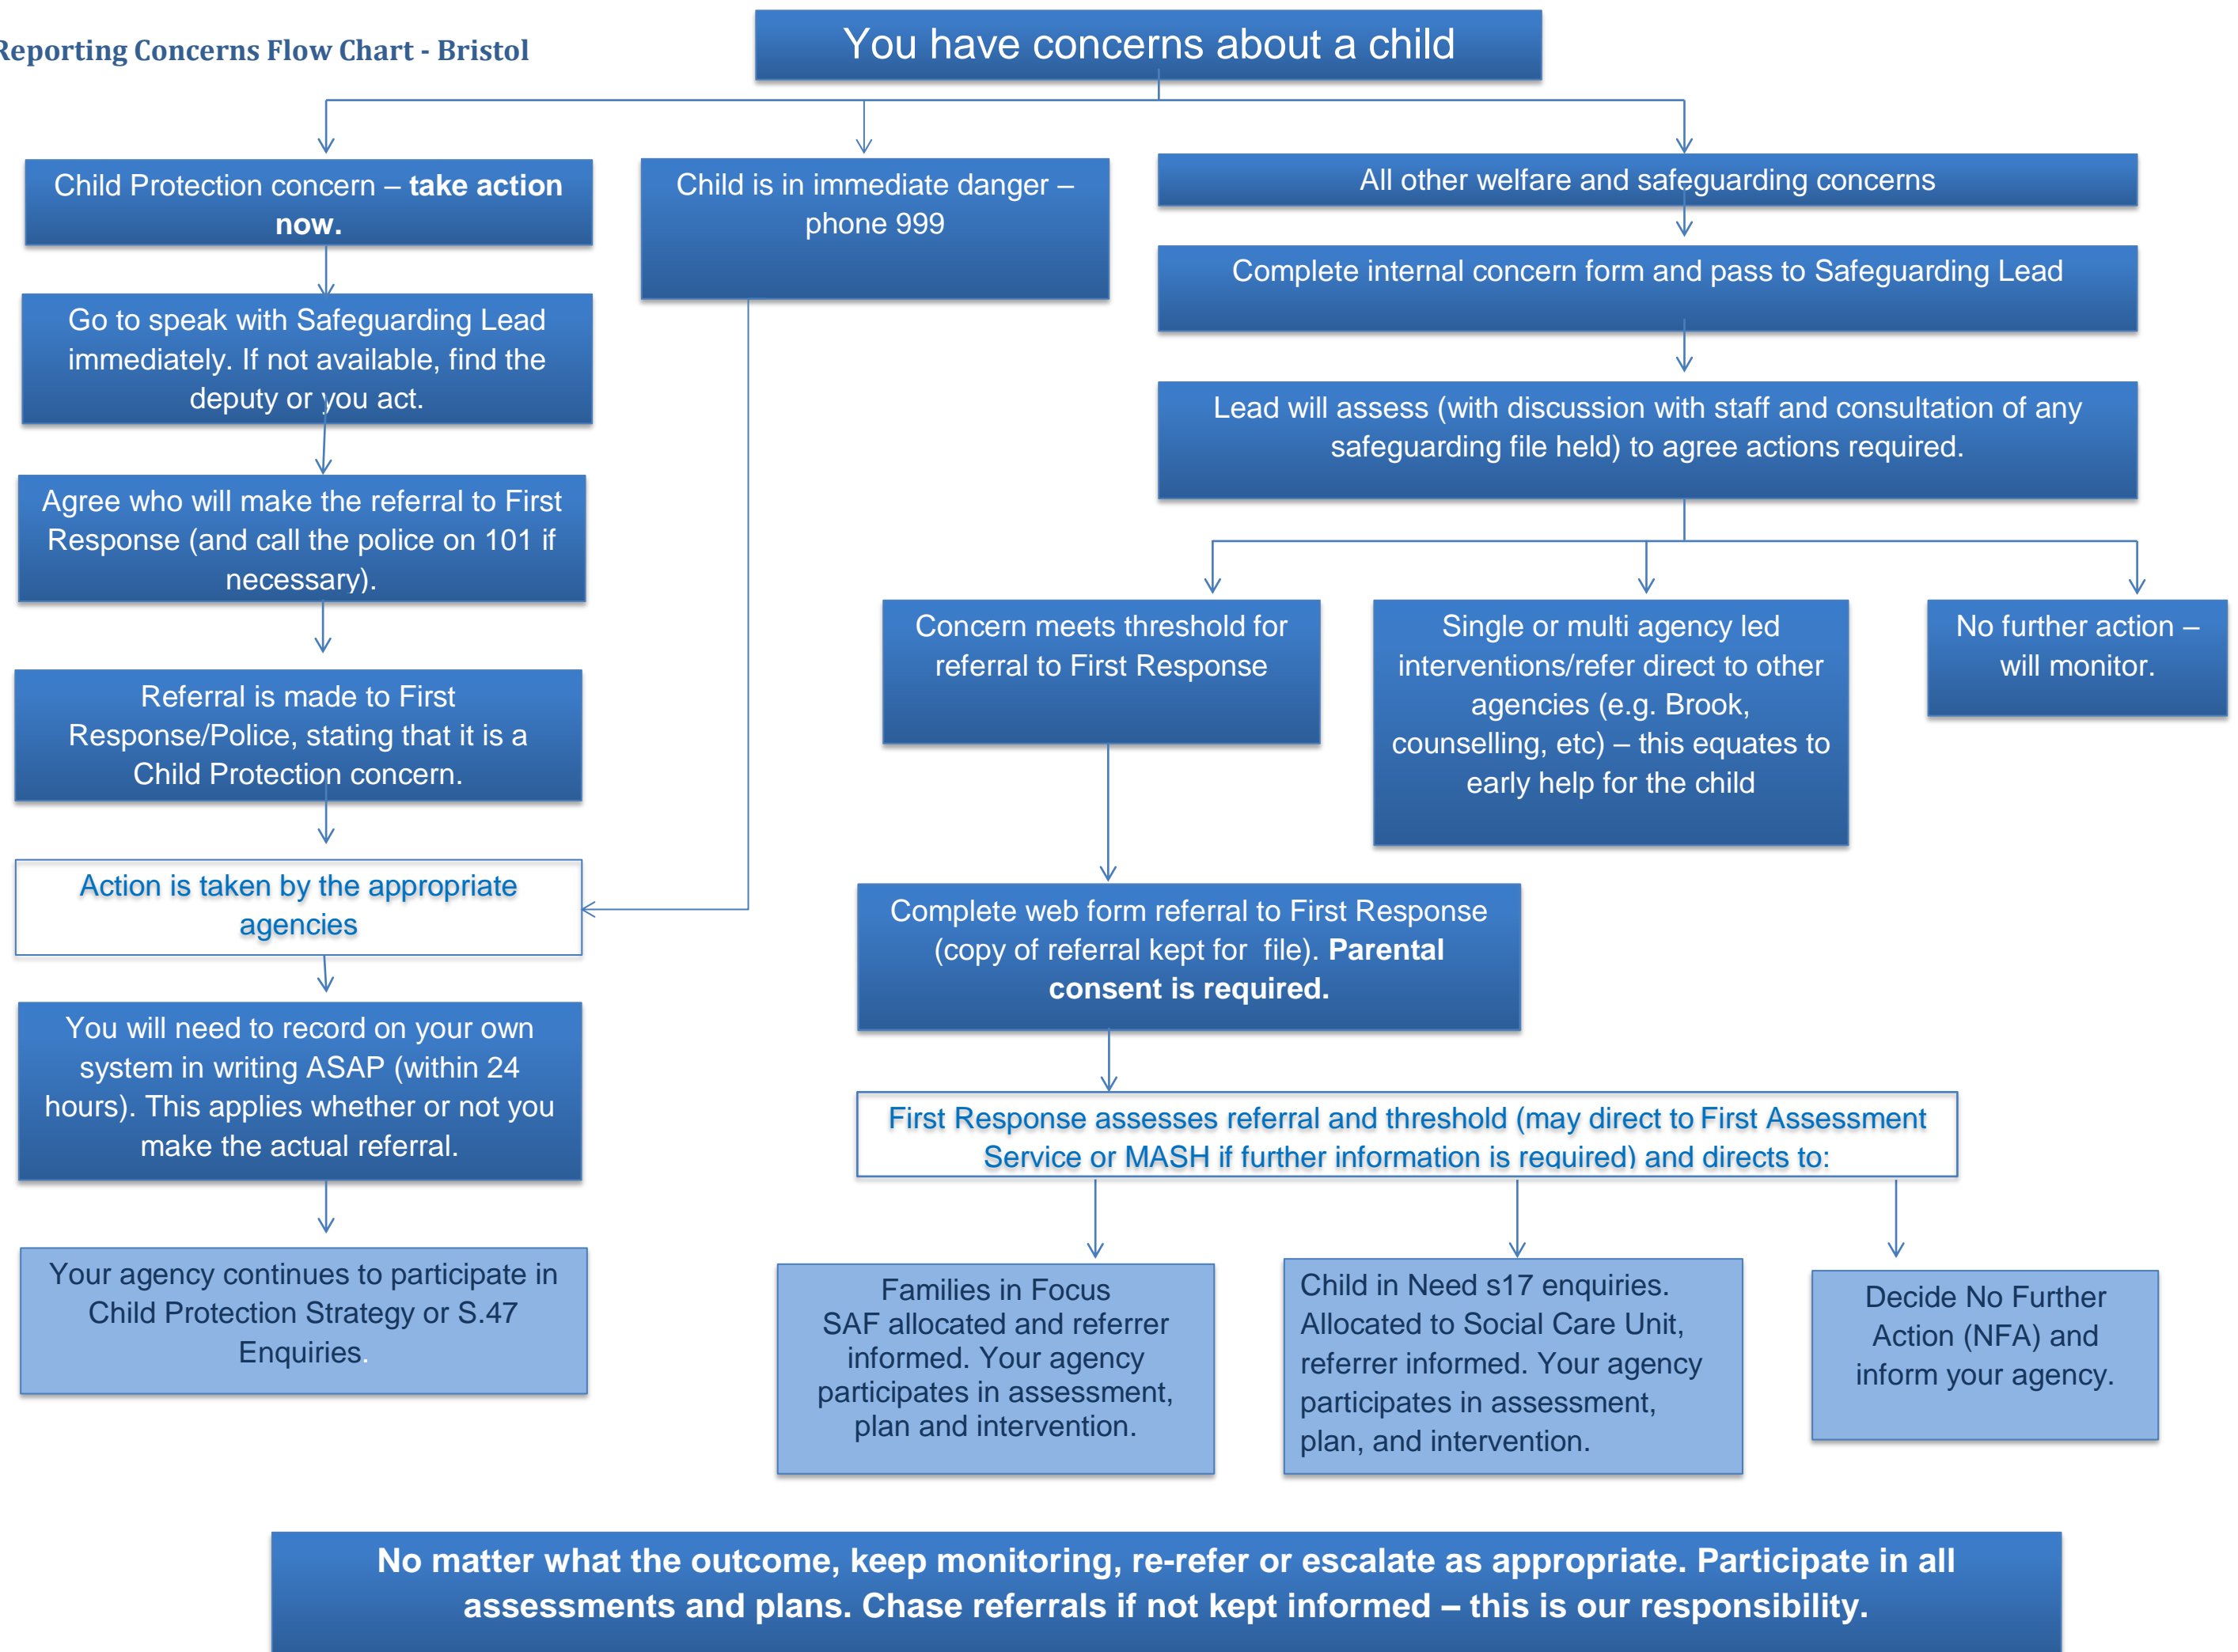 Reporting Concerns Flow Chart - Bristol
You have concerns about a child
Child Protection concern – take action
now.
Go to speak with Safeguarding Lead
immediately. If not available, find the
deputy or you act.
Agree who will make the referral to First
Response (and call the police on 101 if
necessary).
Referral is made to First
Response/Police, stating that it is a
Child Protection concern.
Action is taken by the appropriate
agencies
You will need to record on your own
system in writing ASAP (within 24
hours). This applies whether or not you
make the actual referral.
Your agency continues to participate in
Child Protection Strategy or S.47
Enquiries.
Child is in immediate danger –
phone 999
All other welfare and safeguarding concerns
Complete internal concern form and pass to Safeguarding Lead
Lead will assess (with discussion with staff and consultation of any
safeguarding file held) to agree actions required.
Concern meets threshold for
referral to First Response
Single or multi agency led
interventions/refer direct to other
agencies (e.g. Brook,
counselling, etc) – this equates to
early help for the child
No further action –
will monitor.
Complete web form referral to First Response
(copy of referral kept for file). Parental
consent is required.
First Response assesses referral and threshold (may direct to First Assessment
Service or MASH if further information is required) and directs to:
Families in Focus
SAF allocated and referrer
informed. Your agency
participates in assessment,
plan and intervention.
Child in Need s17 enquiries.
Allocated to Social Care Unit,
referrer informed. Your agency
participates in assessment,
plan, and intervention.
Decide No Further
Action (NFA) and
inform your agency.
No matter what the outcome, keep monitoring, re-refer or escalate as appropriate. Participate in all
assessments and plans. Chase referrals if not kept informed – this is our responsibility.